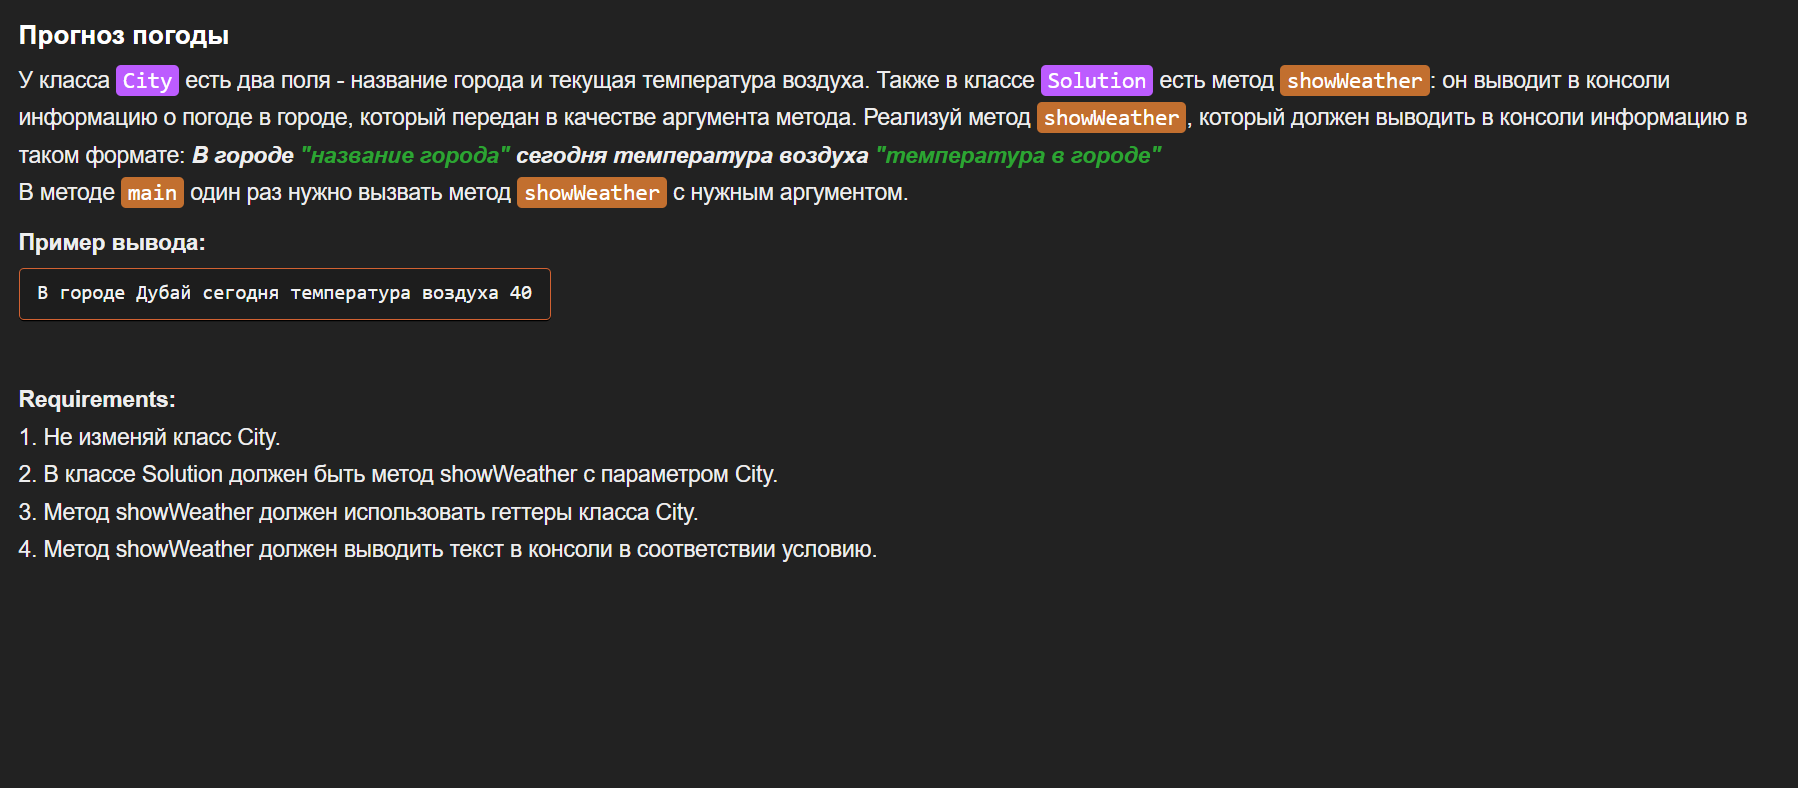 Прогноз погоды
У класса City есть два поля - название города и текущая температура воздуха. Также в классе Solution есть метод showWeather: он выводит в консоли
информацию о погоде в городе, который передан в качестве аргумента метода. Реализуй метод showWeather, который должен выводить в консоли информацию в
таком формате: В городе "название города" сегодня температура воздуха "температура в городе"
В методе main один раз нужно вызвать метод showWeather с нужным аргументом.
Пример вывода:
В городе Дубай сегодня температура воздуха 40
Requirements:
1. Не изменяй класс City.
2. В классе Solution должен быть метод showWeather с параметром City.
3. Метод showWeather должен использовать геттеры класса City.
4. Метод showWeather должен выводить текст в консоли в соответствии условию.